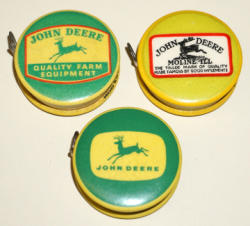 JOHN DEERE
QUALITY FARM
EQUIPMENT
JOHN DEERE
MOLINE, ILL.
THE TRADE MARK OF QUALITY
MADE FAMOUS BY GOOD IMPLEMENTS
JOHN DEERE